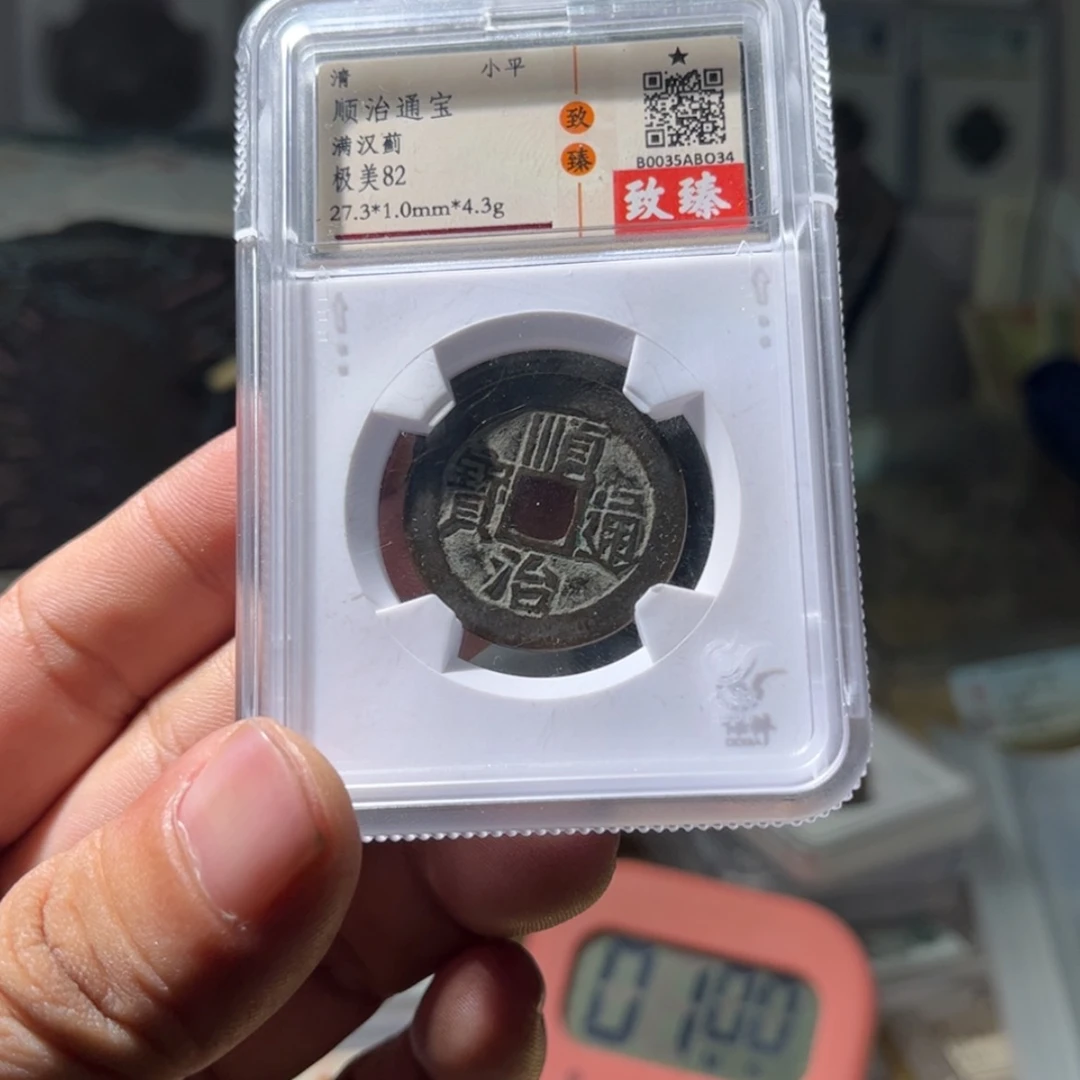 清 小平
顺治通宝
满汉蓟
极美82
27.3*1.0mm*4.3g
致
臻
★
B0035ABO34
致臻
順治通寶
0100